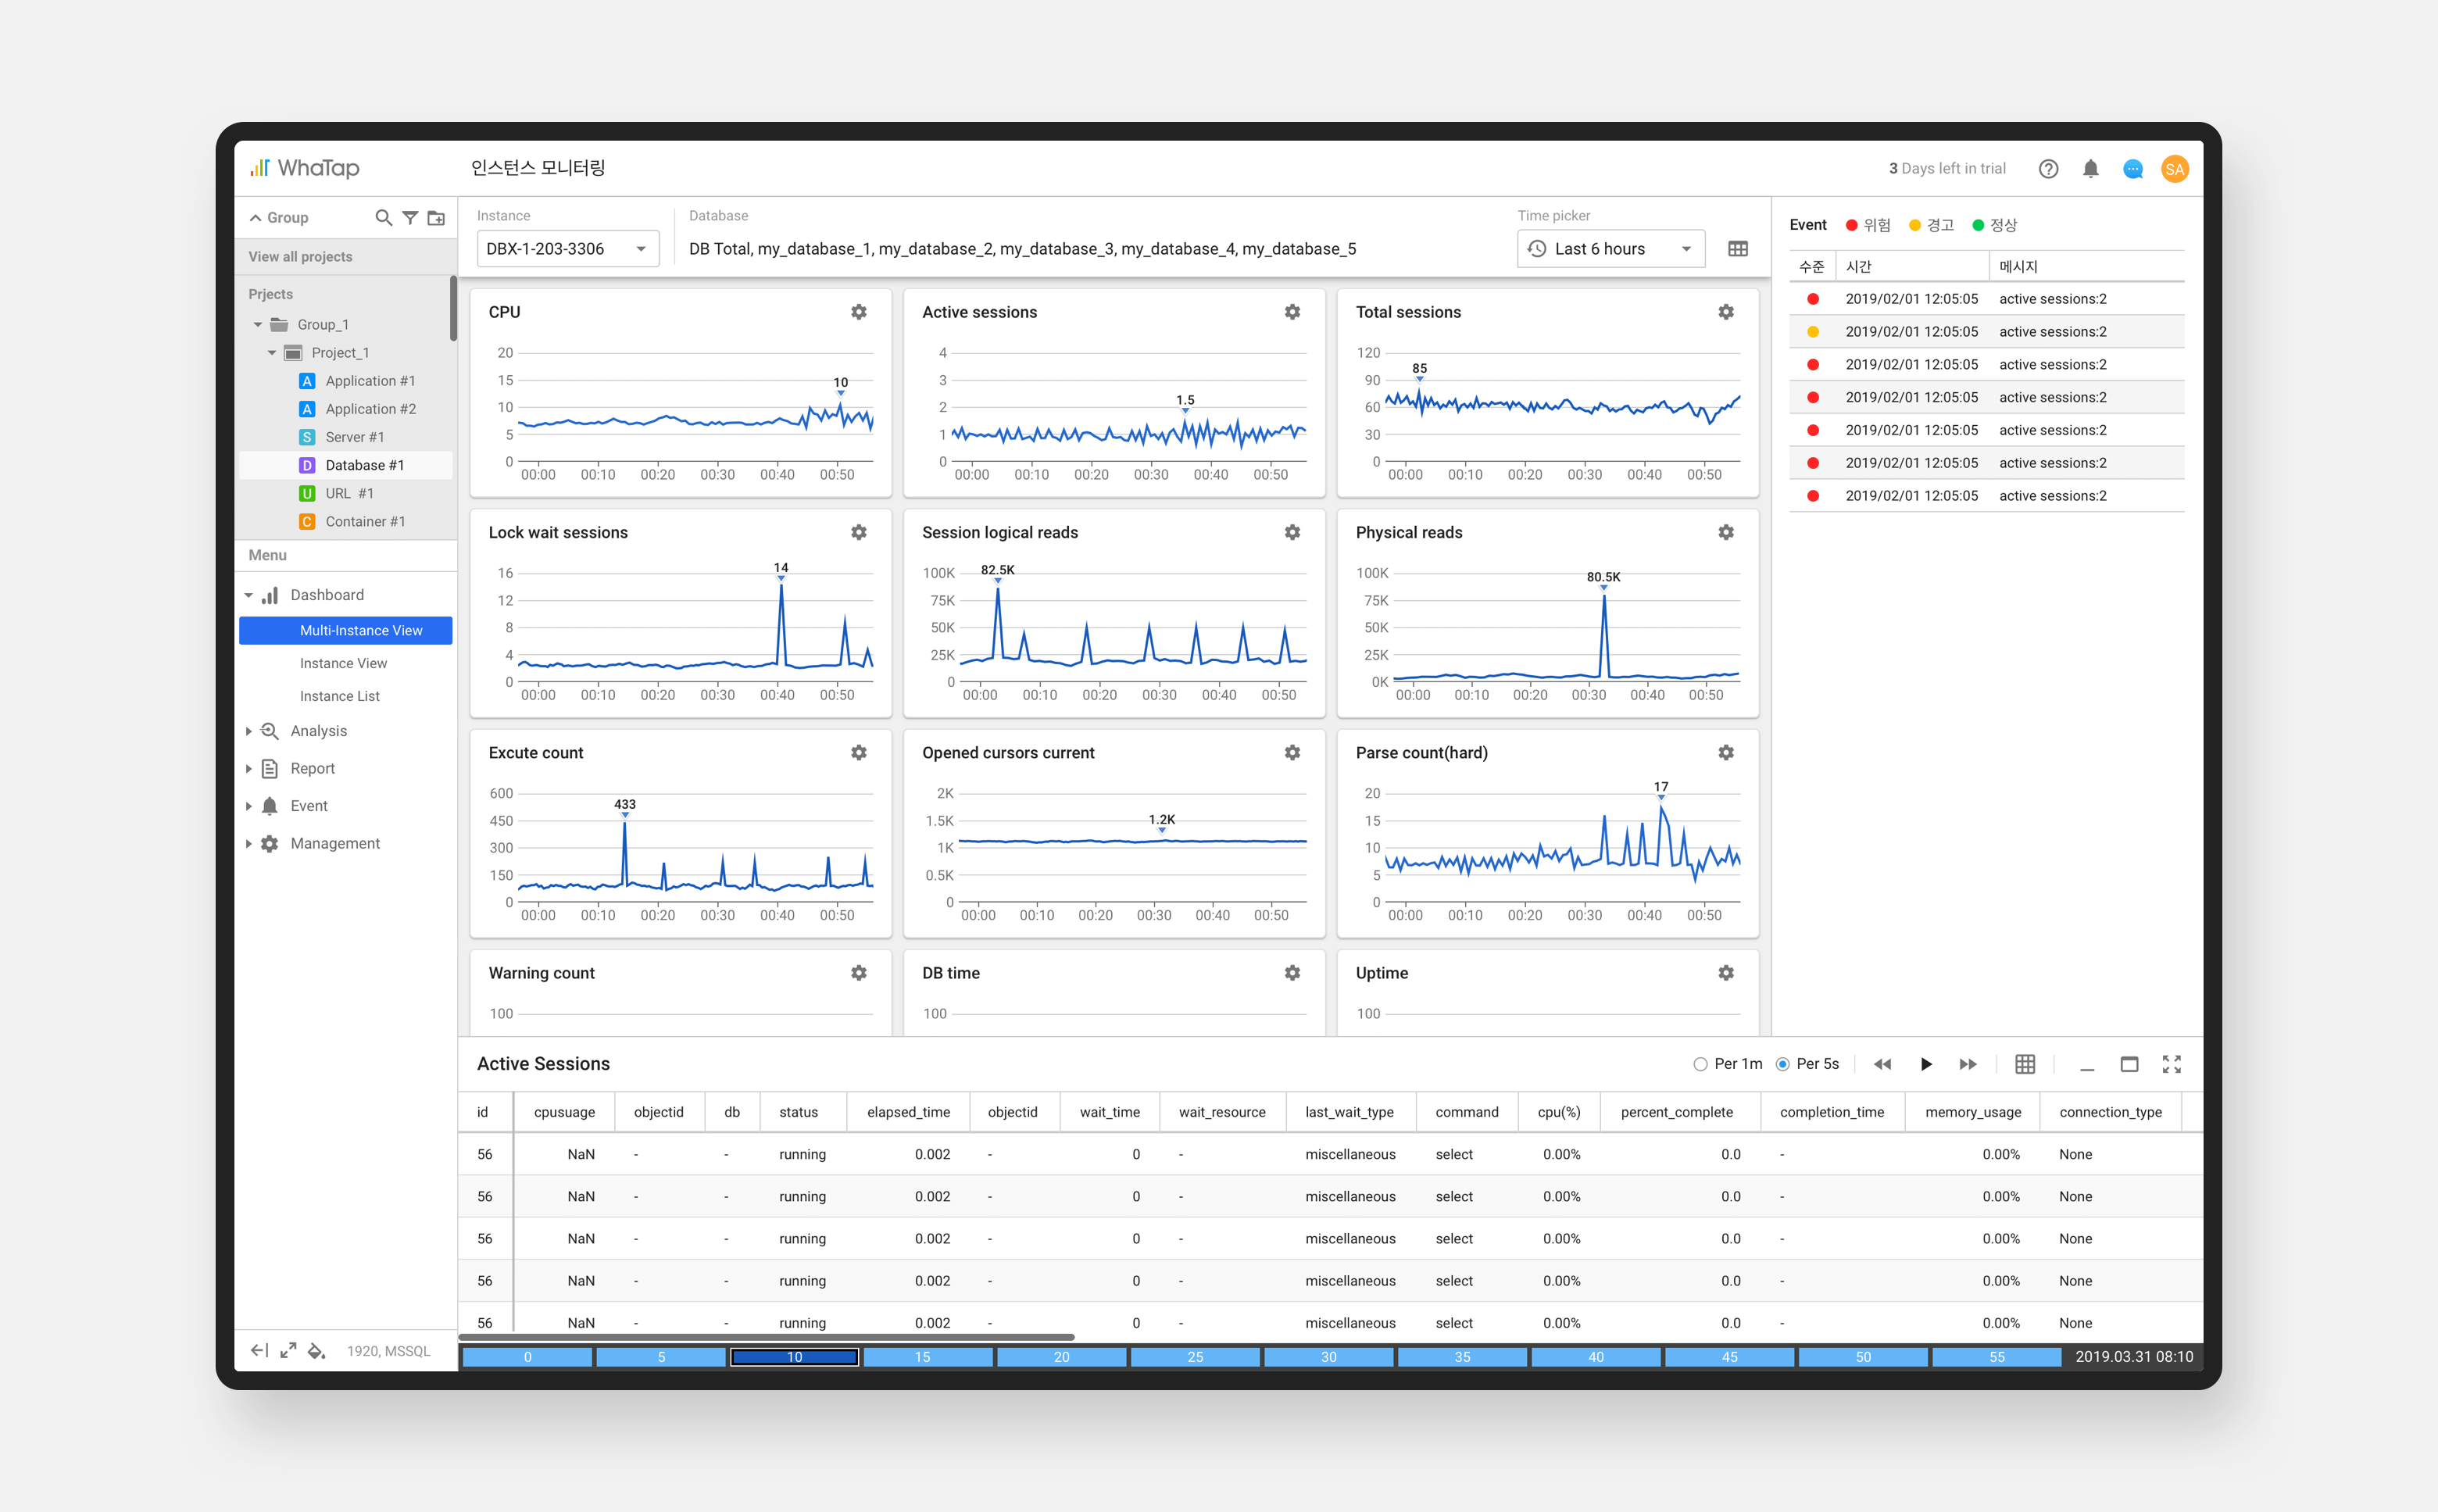 WhaTap
인스턴스 모니터링
3 Days left in trial
SA
Group
View all projects
Prjects
Group_1
Project_1
A Application #1
A Application #2
S Server #1
D Database #1
U URL #1
C Container #1
Menu
Dashboard
Multi-Instance View
Instance View
Instance List
Analysis
Report
Event
Management
1920, MSSQL
Instance
DBX-1-203-3306
Database
DB Total, my_database_1, my_database_2, my_database_3, my_database_4, my_database_5
Time picker
Last 6 hours
CPU
20
15
10
5
0
10
00:00 00:10 00:20 00:30 00:40 00:50
Active sessions
4
3
2
1
0
1.5
00:00 00:10 00:20 00:30 00:40 00:50
Total sessions
120
90
60
30
0
85
00:00 00:10 00:20 00:30 00:40 00:50
Lock wait sessions
16
12
8
4
0
14
00:00 00:10 00:20 00:30 00:40 00:50
Session logical reads
100K
75K
50K
25K
0
82.5K
00:00 00:10 00:20 00:30 00:40 00:50
Physical reads
100K
75K
50K
25K
0K
80.5K
00:00 00:10 00:20 00:30 00:40 00:50
Excute count
600
450
300
150
0
433
00:00 00:10 00:20 00:30 00:40 00:50
Opened cursors current
2K
1.5K
1K
0.5K
0
1.2K
00:00 00:10 00:20 00:30 00:40 00:50
Parse count(hard)
20
15
10
5
0
17
00:00 00:10 00:20 00:30 00:40 00:50
Warning count
100
DB time
100
Uptime
100
Event 위험 경고 정상
수준 시간 메시지
2019/02/01 12:05:05 active sessions:2
2019/02/01 12:05:05 active sessions:2
2019/02/01 12:05:05 active sessions:2
2019/02/01 12:05:05 active sessions:2
2019/02/01 12:05:05 active sessions:2
2019/02/01 12:05:05 active sessions:2
2019/02/01 12:05:05 active sessions:2
Active Sessions
Per 1m Per 5s
id cpusuage objectid db status elapsed_time objectid wait_time wait_resource last_wait_type command cpu(%) percent_complete completion_time memory_usage connection_type
56 NaN - - running 0.002 - 0 - miscellaneous select 0.00% 0.0 - 0.00% None
56 NaN - - running 0.002 - 0 - miscellaneous select 0.00% 0.0 - 0.00% None
56 NaN - - running 0.002 - 0 - miscellaneous select 0.00% 0.0 - 0.00% None
56 NaN - - running 0.002 - 0 - miscellaneous select 0.00% 0.0 - 0.00% None
56 NaN - - running 0.002 - 0 - miscellaneous select 0.00% 0.0 - 0.00% None
0 5 10 15 20 25 30 35 40 45 50 55 2019.03.31 08:10